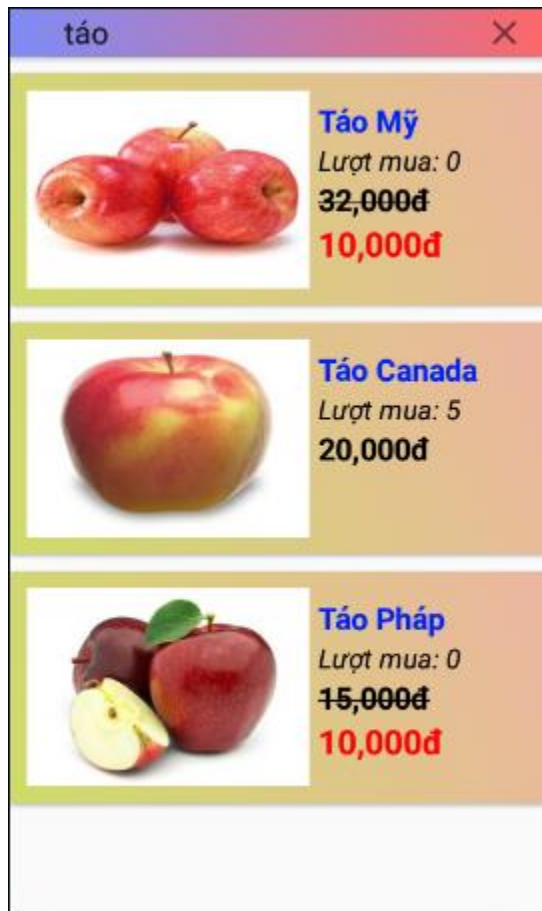 táo
Táo Mỹ
Lượt mua: 0
32,000đ
10,000đ
Táo Canada
Lượt mua: 5
20,000đ
Táo Pháp
Lượt mua: 0
15,000đ
10,000đ